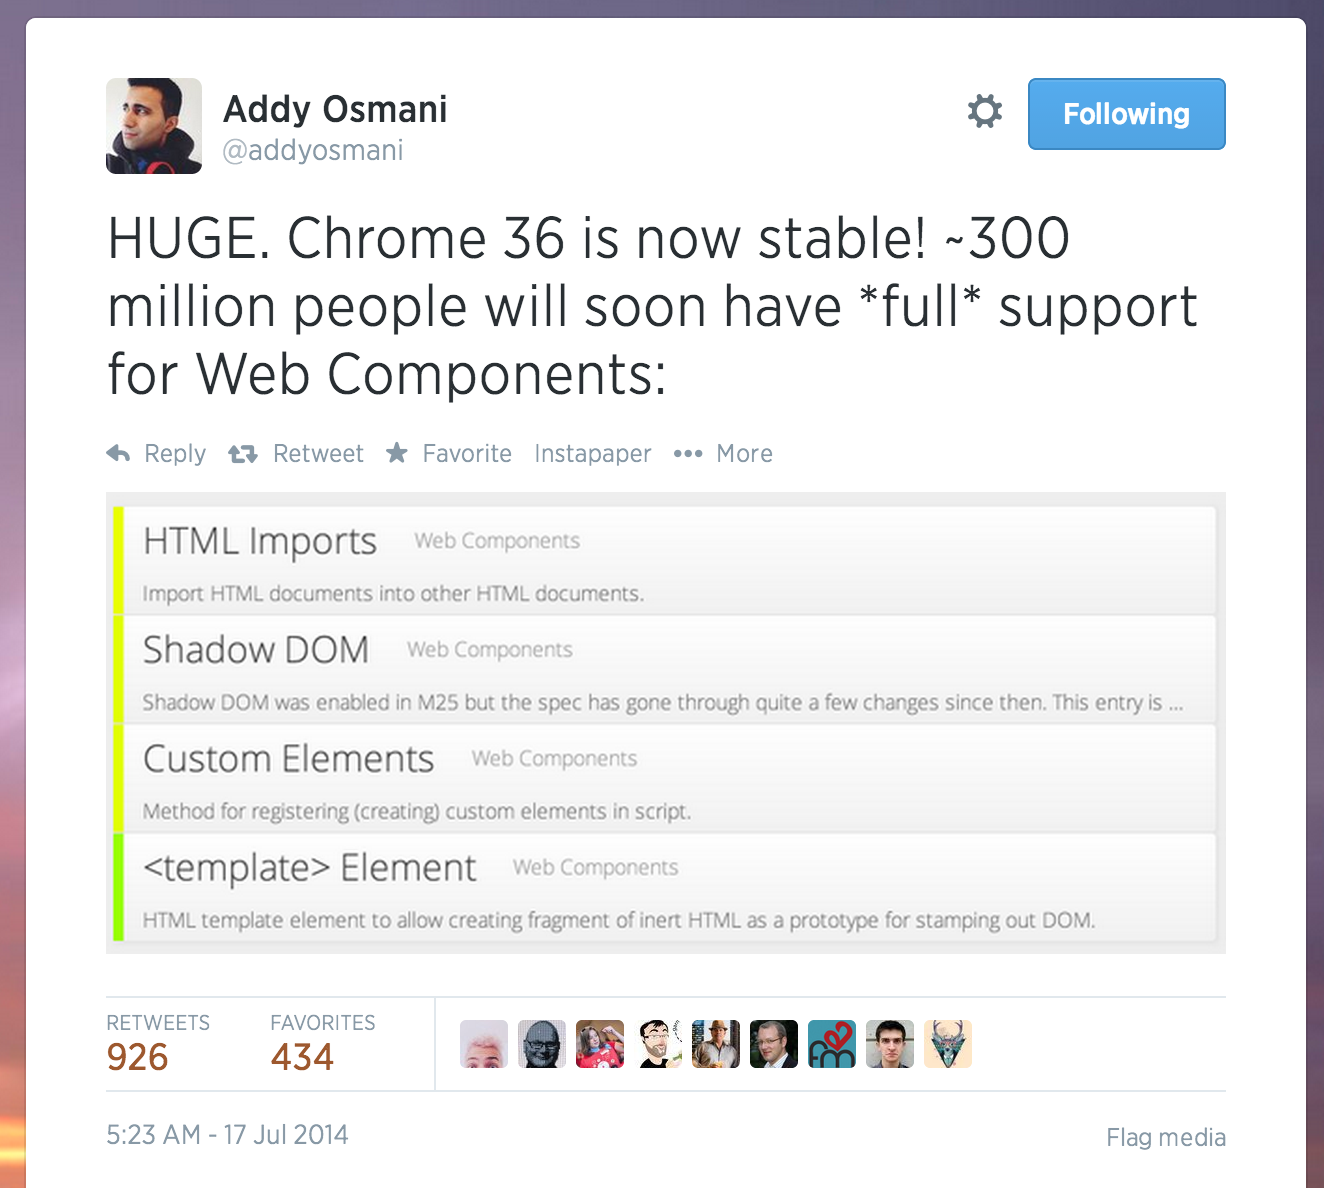 Addy Osmani
@addyosmani
Following
HUGE. Chrome 36 is now stable! ~300
million people will soon have *full* support
for Web Components:
Reply Retweet Favorite Instapaper More
HTML Imports Web Components
Import HTML documents into other HTML documents.
Shadow DOM Web Components
Shadow DOM was enabled in M25 but the spec has gone through quite a few changes since then. This entry is ...
Custom Elements Web Components
Method for registering (creating) custom elements in script.
<template> Element Web Components
HTML template element to allow creating fragment of inert HTML as a prototype for stamping out DOM.
RETWEETS FAVORITES
926 434
5:23 AM - 17 Jul 2014 Flag media